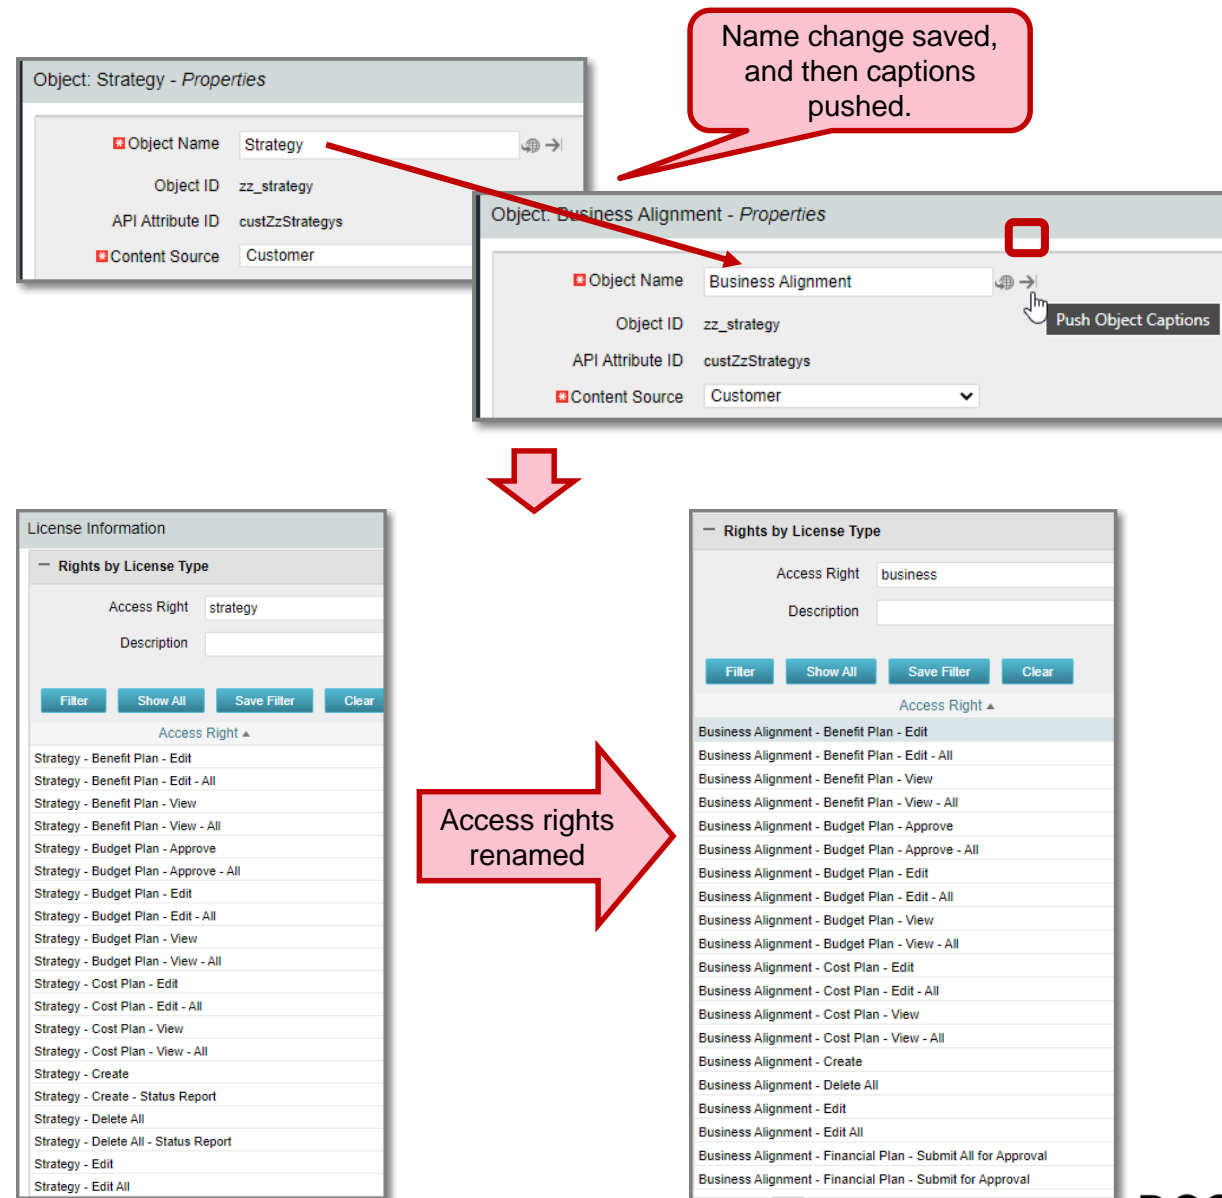 Name change saved,
and then captions
pushed.
Object: Strategy - Properties
Object Name Strategy
Object ID zz_strategy
API Attribute ID custZzStrategys
Content Source Customer
Object: Business Alignment - Properties
Object Name Business Alignment
Push Object Captions
Object ID zz_strategy
API Attribute ID custZzStrategys
Content Source Customer
License Information
Rights by License Type
Access Right strategy
Description
Filter Show All Save Filter Clear
Access Right
Strategy - Benefit Plan - Edit
Strategy - Benefit Plan - Edit - All
Strategy - Benefit Plan - View
Strategy - Benefit Plan - View - All
Strategy - Budget Plan - Approve
Strategy - Budget Plan - Approve - All
Strategy - Budget Plan - Edit
Strategy - Budget Plan - Edit - All
Strategy - Budget Plan - View
Strategy - Budget Plan - View - All
Strategy - Cost Plan - Edit
Strategy - Cost Plan - Edit - All
Strategy - Cost Plan - View
Strategy - Cost Plan - View - All
Strategy - Create
Strategy - Create - Status Report
Strategy - Delete All
Strategy - Delete All - Status Report
Strategy - Edit
Strategy - Edit All
Access rights
renamed
Rights by License Type
Access Right business
Description
Filter Show All Save Filter Clear
Access Right
Business Alignment - Benefit Plan - Edit
Business Alignment - Benefit Plan - Edit - All
Business Alignment - Benefit Plan - View
Business Alignment - Benefit Plan - View - All
Business Alignment - Budget Plan - Approve
Business Alignment - Budget Plan - Approve - All
Business Alignment - Budget Plan - Edit
Business Alignment - Budget Plan - Edit - All
Business Alignment - Budget Plan - View
Business Alignment - Budget Plan - View - All
Business Alignment - Cost Plan - Edit
Business Alignment - Cost Plan - Edit - All
Business Alignment - Cost Plan - View
Business Alignment - Cost Plan - View - All
Business Alignment - Create
Business Alignment - Delete All
Business Alignment - Edit
Business Alignment - Edit All
Business Alignment - Financial Plan - Submit All for Approval
Business Alignment - Financial Plan - Submit for Approval